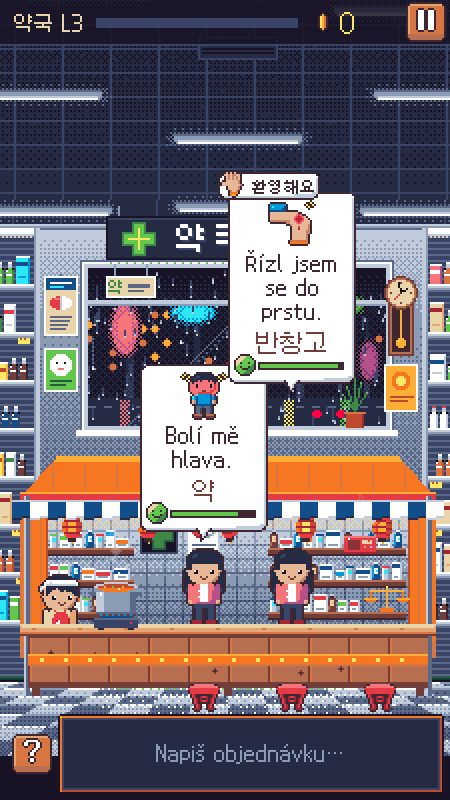 약국 L3
0
환영해요
약
Řízl jsem
se do
prstu.
반창고
약
Bolí mě
hlava.
약
?
Napiš objednávku…